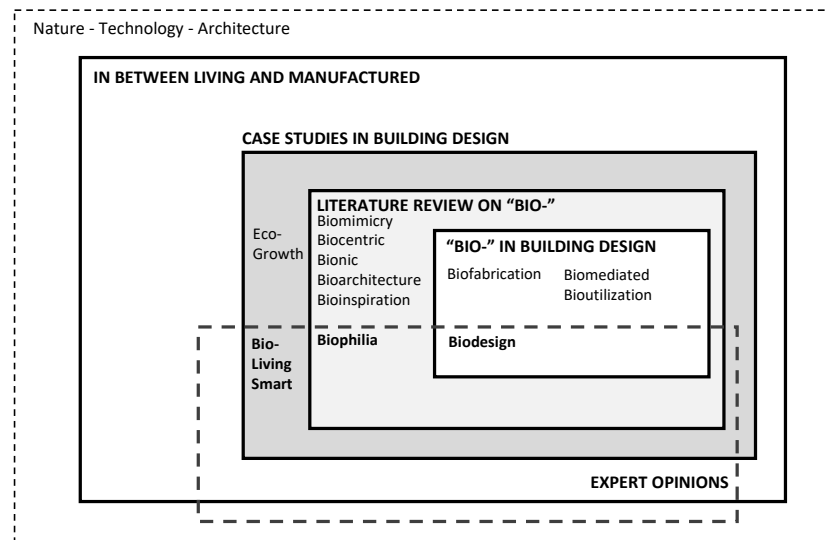 Nature - Technology - Architecture
IN BETWEEN LIVING AND MANUFACTURED
CASE STUDIES IN BUILDING DESIGN
Eco-
Growth
LITERATURE REVIEW ON “BIO-”
Biomimicry
Biocentric
Bionic
Bioarchitecture
Bioinspiration
“BIO-” IN BUILDING DESIGN
Biofabrication
Biomediated
Bioutilization
Bio-
Living
Smart
Biophilia
Biodesign
EXPERT OPINIONS